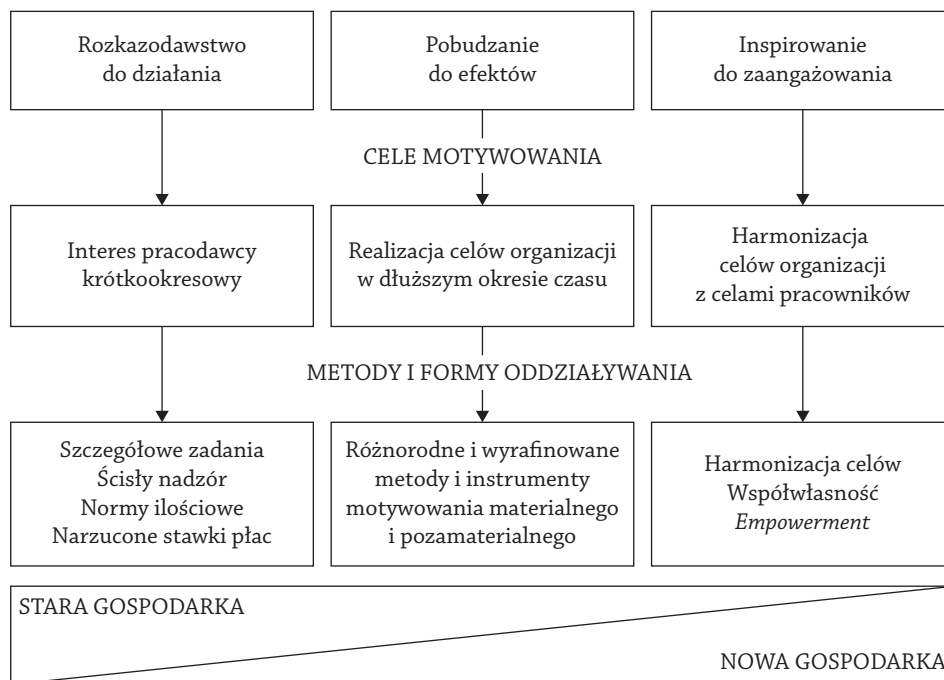 Rozkazodawstwo
do działania
Pobudzanie
do efektów
Inspirowanie
do zaangażowania
CELE MOTYWOWANIA
Interes pracodawcy
krótkookresowy
Realizacja celów organizacji
w dłuższym okresie czasu
Harmonizacja
celów organizacji
z celami pracowników
METODY I FORMY ODDZIAŁYWANIA
Szczegółowe zadania
Ścisły nadzór
Normy ilościowe
Narzucone stawki płac
Różnorodne i wyrafinowane
metody i instrumenty
motywowania materialnego
i pozamaterialnego
Harmonizacja celów
Współwłasność
Empowerment
STARA GOSPODARKA
NOWA GOSPODARKA